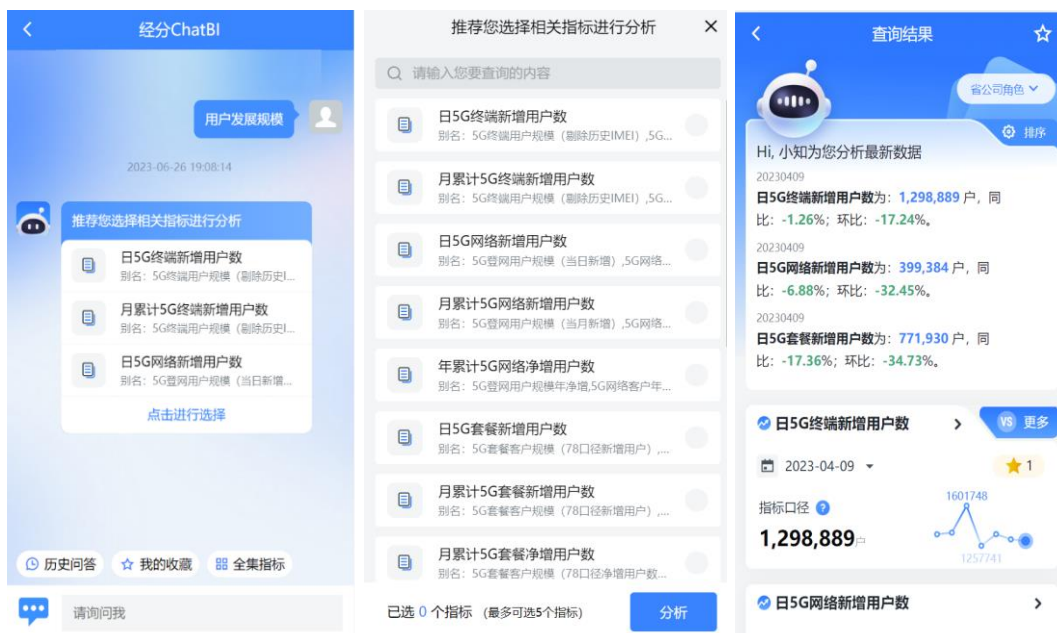 经分ChatBI
用户发展规模
2023-06-26 19:08:14
推荐您选择相关指标进行分析
日5G终端新增用户数
别名：5G终端用户规模（剔除历史I...
月累计5G终端新增用户数
别名：5G终端用户规模（剔除历史I...
日5G网络新增用户数
别名：5G登网用户规模（当日新增...
点击进行选择
历史问答
我的收藏
全集指标
请询问我
推荐您选择相关指标进行分析
请输入您要查询的内容
日5G终端新增用户数
别名：5G终端用户规模（剔除历史IMEI）,5G...
月累计5G终端新增用户数
别名：5G终端用户规模（剔除历史IMEI）,5G...
日5G网络新增用户数
别名：5G登网用户规模（当日新增）,5G网络...
月累计5G网络新增用户数
别名：5G登网用户规模（当月新增）,5G网络...
年累计5G网络净增用户数
别名：5G登网用户规模年净增,5G网络客户年...
日5G套餐新增用户数
别名：5G套餐客户规模（78口径新增用户）,...
月累计5G套餐新增用户数
别名：5G套餐客户规模（78口径新增用户）,...
月累计5G套餐净增用户数
别名：5G套餐客户规模（78口径净增用户数...
已选 0 个指标 （最多可选5个指标）
分析
查询结果
省公司角色
排序
Hi, 小知为您分析最新数据
20230409
日5G终端新增用户数为：1,298,889 户，同
比：-1.26%；环比：-17.24%。
20230409
日5G网络新增用户数为：399,384 户，同
比：-6.88%；环比：-32.45%。
20230409
日5G套餐新增用户数为：771,930 户，同
比：-17.36%；环比：-34.73%。
日5G终端新增用户数
VS 更多
2023-04-09
1
指标口径
1601748
1,298,889户
1257741
日5G网络新增用户数